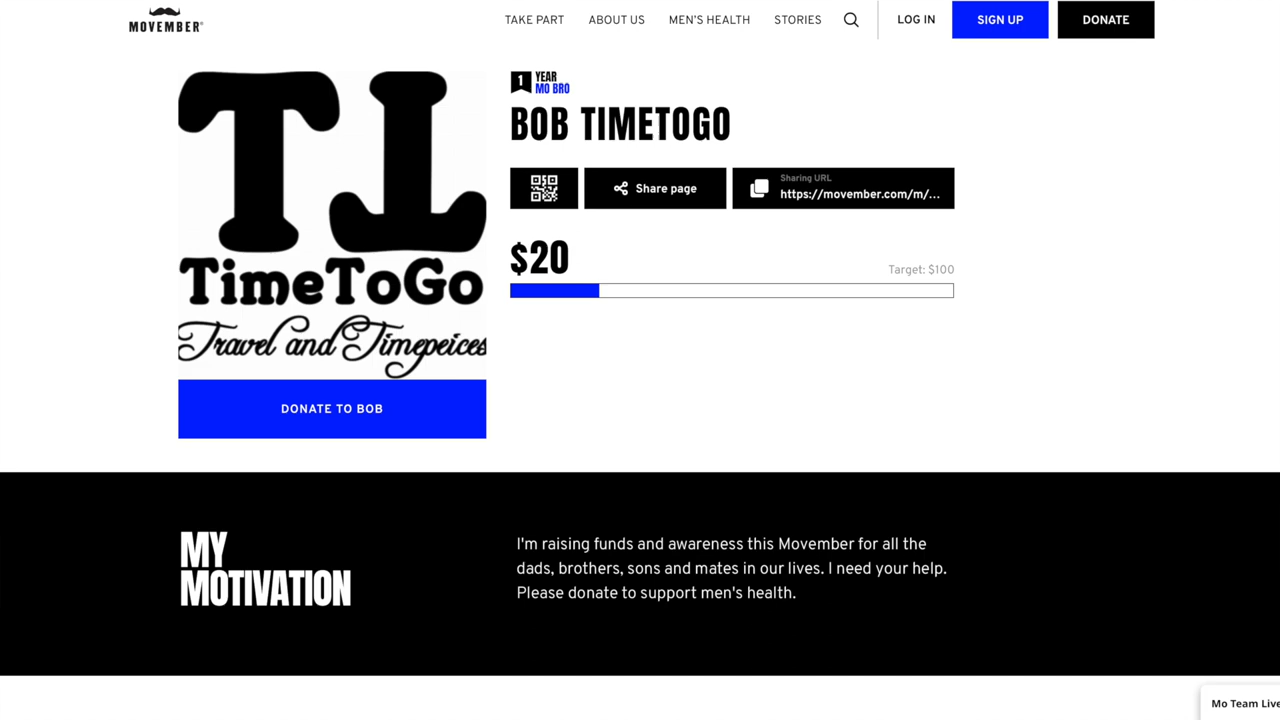 MOVEMBER®
TAKE PART ABOUT US MEN'S HEALTH STORIES LOG IN SIGN UP DONATE
TT
TimeToGo
Travel and Timepeices
DONATE TO BOB
1 YEAR
MO BRO
BOB TIMETOGO
Share page
Sharing URL
https://movember.com/m/...
$20
Target: $100
MY
MOTIVATION
I'm raising funds and awareness this Movember for all the
dads, brothers, sons and mates in our lives. I need your help.
Please donate to support men's health.
Mo Team Live